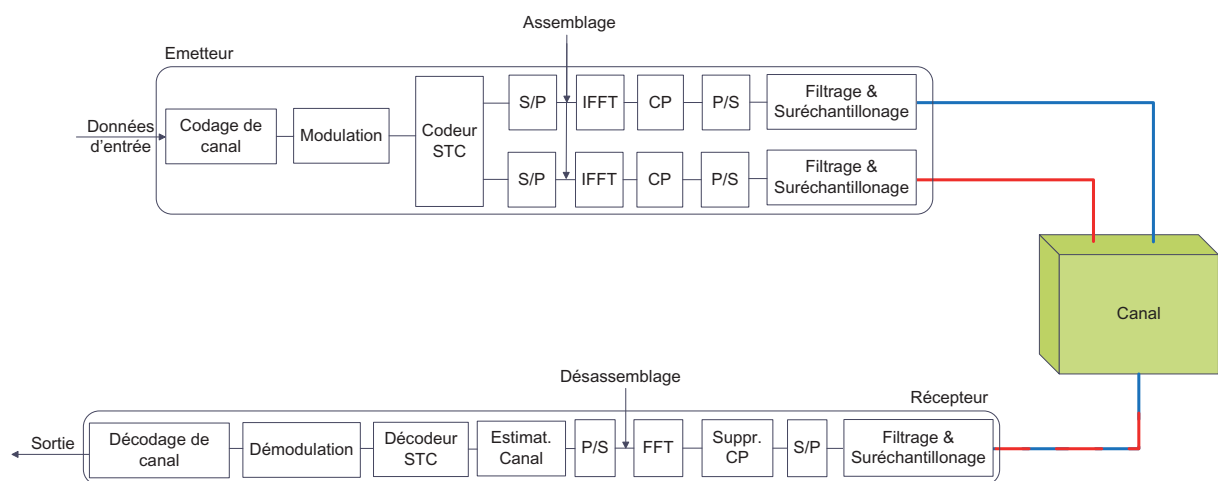 Assemblage
Emetteur
Données
d'entrée
Codage de
canal
Modulation
Codeur
STC
S/P
IFFT
CP
P/S
Filtrage &
Suréchantillonage
S/P
IFFT
CP
P/S
Filtrage &
Suréchantillonage
Canal
Désassemblage
Récepteur
Sortie
Décodage de
canal
Démodulation
Décodeur
STC
Estimat.
Canal
P/S
FFT
Suppr.
CP
S/P
Filtrage &
Suréchantillonage